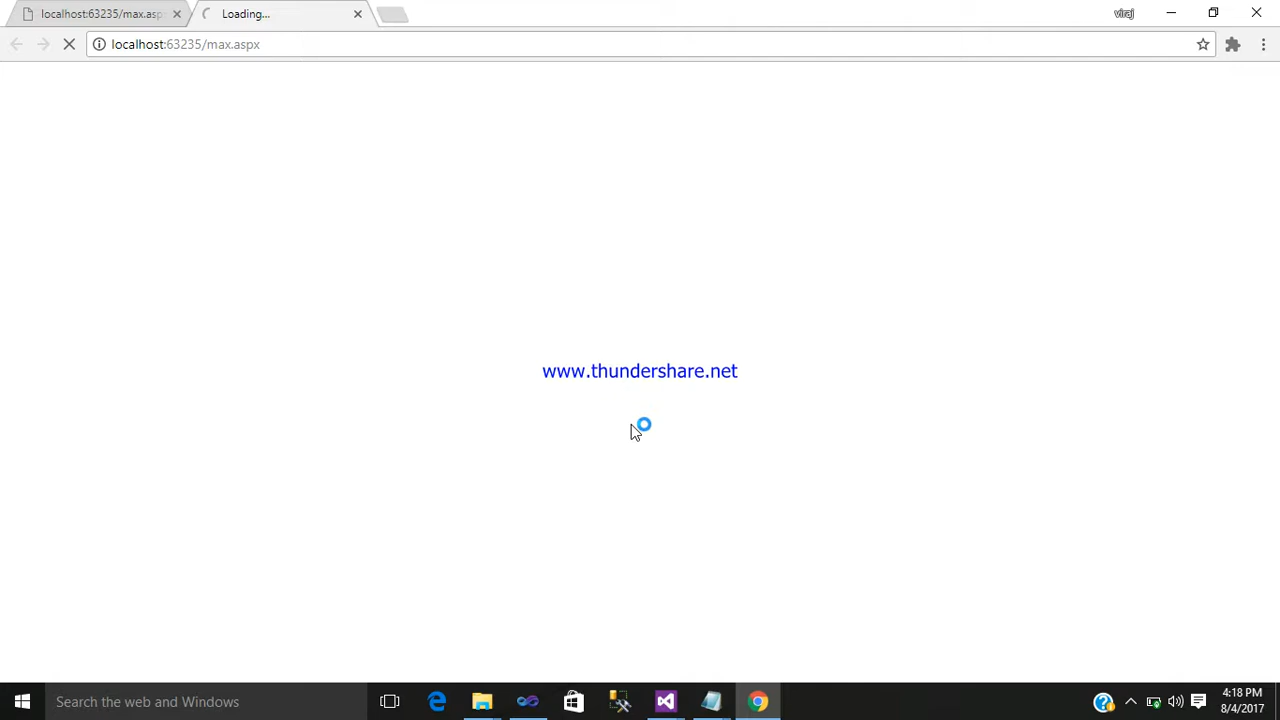 localhost:63235/max.asp
Loading...
viraj
localhost:63235/max.aspx
www.thundershare.net
Search the web and Windows
4:18 PM
8/4/2017